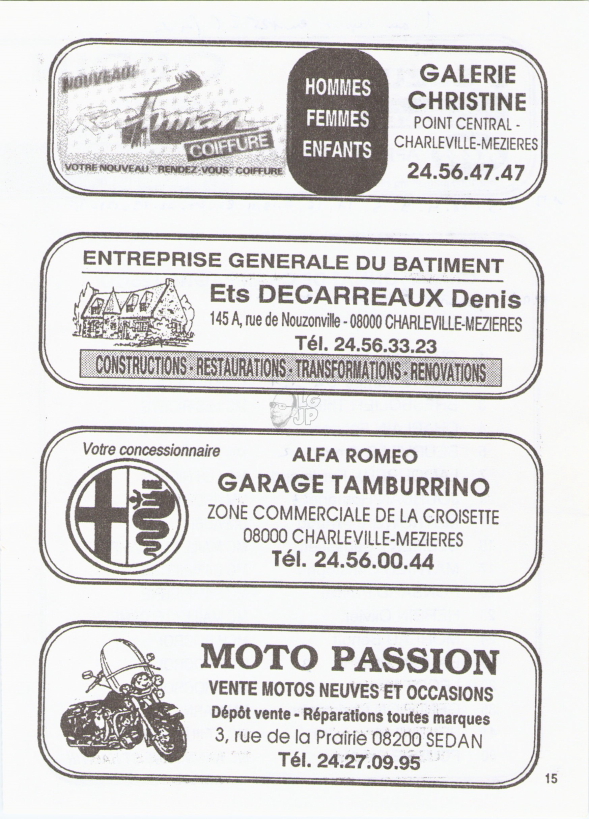 NOUVEAU!
COIFFURE
VOTRE NOUVEAU "RENDEZ-VOUS" COIFFURE
HOMMES
FEMMES
ENFANTS
GALERIE
CHRISTINE
POINT CENTRAL -
CHARLEVILLE-MEZIERES
24.56.47.47
ENTREPRISE GENERALE DU BATIMENT
Ets DECARREAUX Denis
145 A, rue de Nouzonville - 08000 CHARLEVILLE-MEZIERES
Tél. 24.56.33.23
CONSTRUCTIONS - RESTAURATIONS - TRANSFORMATIONS - RENOVATIONS
LG
JP
Votre concessionnaire
ALFA ROMEO
GARAGE TAMBURRINO
ZONE COMMERCIALE DE LA CROISETTE
08000 CHARLEVILLE-MEZIERES
Tél. 24.56.00.44
MOTO PASSION
VENTE MOTOS NEUVES ET OCCASIONS
Dépôt vente - Réparations toutes marques
3, rue de la Prairie 08200 SEDAN
Tél. 24.27.09.95
15